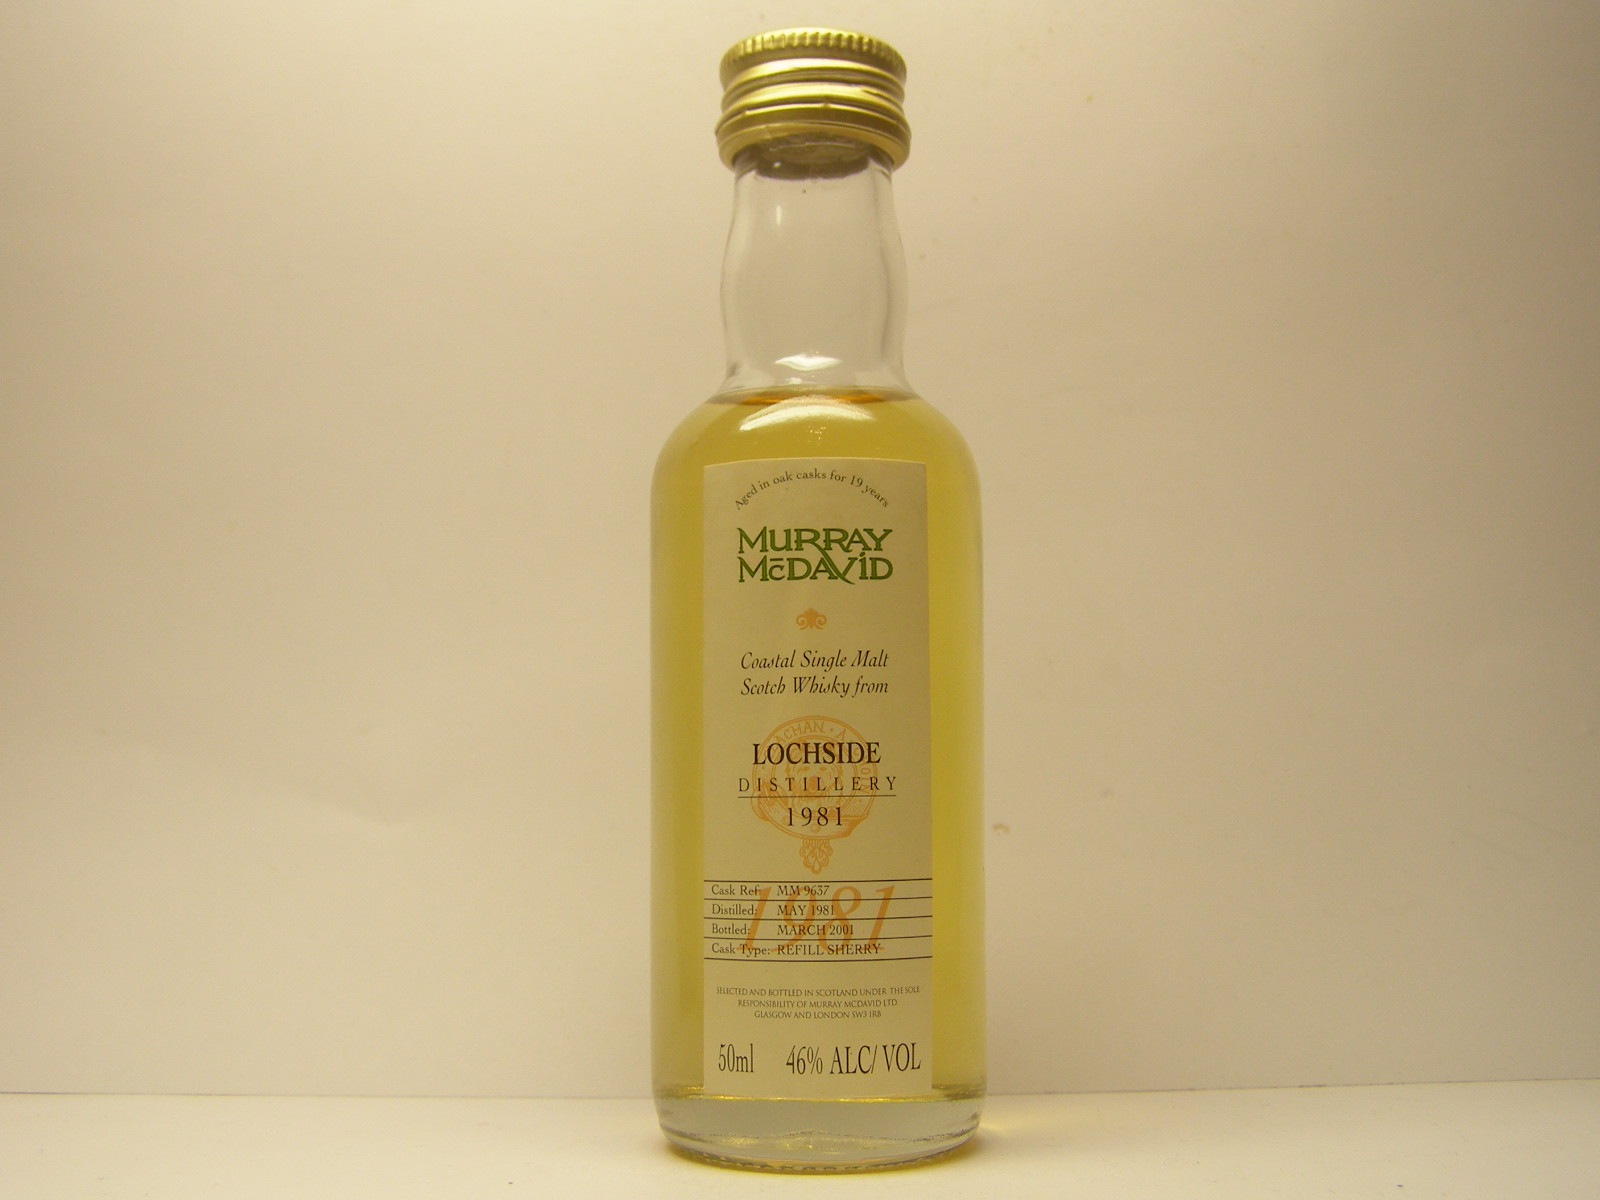 Aged in oak casks for 19 years
MURRAY
McDAVID
Coastal Single Malt
Scotch Whisky from
LOCHSIDE
DISTILLERY
1981
Cask Ref: MM 9637
Distilled: MAY 1981
Bottled: MARCH 2001
Cask Type: REFILL SHERRY
1981
SELECTED AND BOTTLED IN SCOTLAND UNDER THE SOLE
RESPONSIBILITY OF MURRAY MCDAVID LTD
GLASGOW AND LONDON SW3 1RB
50ml 46% ALC/VOL